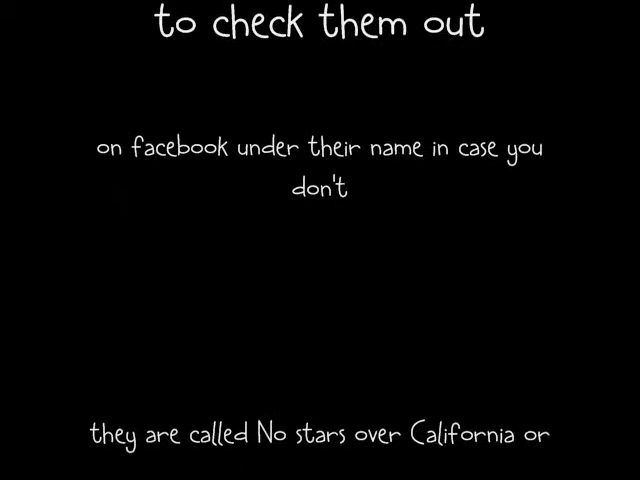 to check them out
on facebook under their name in case you
don't
they are called No stars over California or